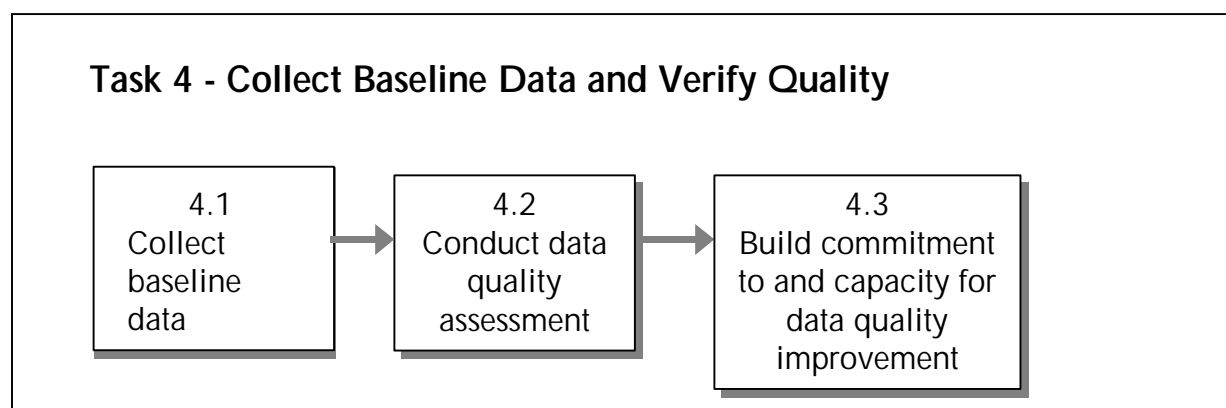 Task 4 - Collect Baseline Data and Verify Quality
4.1
Collect
baseline
data
4.2
Conduct data
quality
assessment
4.3
Build commitment
to and capacity for
data quality
improvement